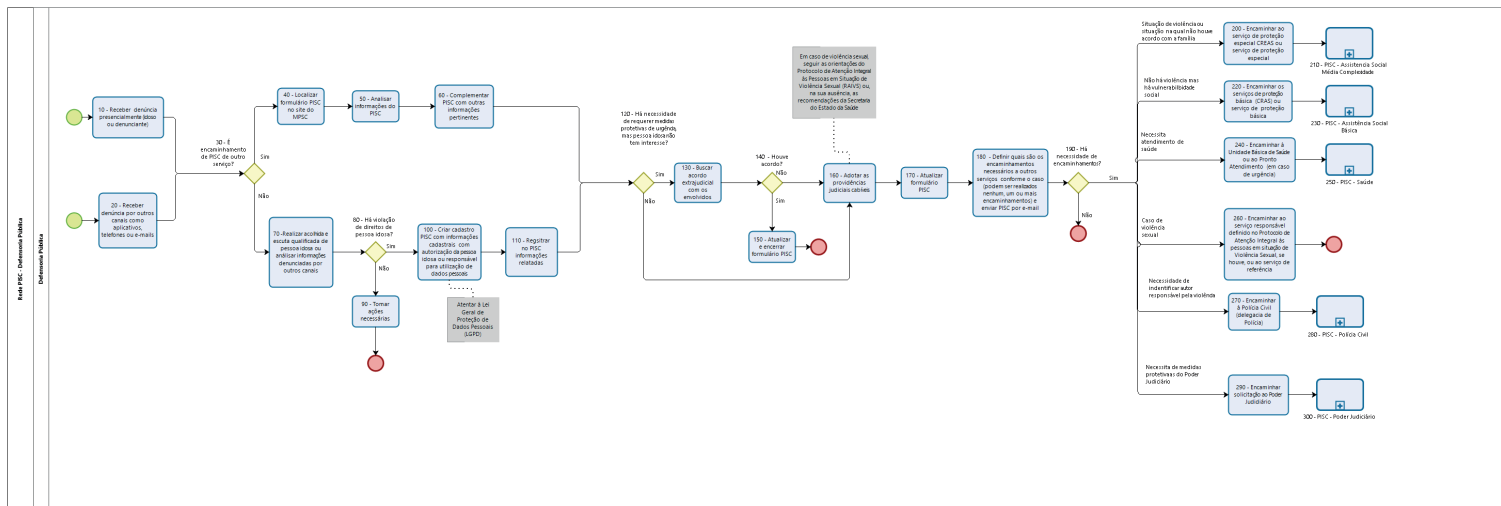 Rede PISC - Defensoria Pública
Defensoria Pública
10 - Receber denúncia
presencialmente (idoso
ou denunciante)
20 - Receber
denúncia por outros
canais como
aplicativos,
telefones ou e-mails
30 - É
encaminhamento
de PISC de outro
serviço?
Sim
Não
40 - Localizar
formulário PISC
no site do
MPSC
50 - Analisar
informações do
PISC
60 - Complementar
PISC com outras
informações
pertinentes
70 -Realizar acolhida e
escuta qualificada de
pessoa idosa ou
análisar informações
denunciadas por
outros canais
80 - Há violação
de direitos de
pessoa idosa?
Sim
Não
90 - Tomar
ações
necessárias
100 - Criar cadastro
PISC com informações
cadastrais com
autorização da pessoa
idosa ou responsável
para utilização de
dados pessoais
Atentar à Lei
Geral de
Proteção de
Dados Pessoais
(LGPD)
110 - Regsitrar
no PISC
informações
relatadas
120 - Há necessidade
de requerer medidas
protetivas de urgência,
mas pessoa idosa não
tem interesse?
Sim
Não
130 - Buscar
acordo
extrajudicial
com os
envolvidos
140 - Houve
acordo?
Não
Sim
150 - Atualizar
e encerrar
formulário PISC
Em caso de violência sexual,
seguir as orientações do
Protocolo de Atenção Integral
às Pessoas em Situação de
Violência Sexual (RAIVS) ou,
na sua ausência, as
recomendações da Secretaria
do Estado da Saúde
160 - Adotar as
providências
judiciais cabíveis
170 - Atualizar
formulário
PISC
180 - Definir quais são os
encaminhamentos
necessários a outros
serviços conforme o caso
(podem ser realizados
nenhum, um ou mais
encaminhamentos) e
enviar PISC por e-mail
190 - Há
necessidade de
encaminhamentos?
Sim
Não
Situação de violência ou
situação na qual não houve
acordo com a família
200 - Encaminhar ao
serviço de proteção
especial CREAS ou
serviço de proteção
especial
210 - PISC - Assistencia Social
Média Complexidade
Não há violência mas
há vulnerabilbidade
social
220 - Encaminhar os
serviços de proteção
básica (CRAS) ou
serviço de proteção
básica
230 - PISC - Assistência Social
Básica
Necessita
atendimento de
saúde
240 - Encaminhar à
Unidade Básica de Saúde
ou ao Pronto
Atendimento (em caso
de urgência)
250 - PISC - Saúde
Caso de
violência
sexual
260 - Encaminhar ao
serviço responsável
definido no Protocolo de
Atenção Integral às
pessoas em situação de
Violência Sexual, se
houve, ou ao serviço de
referência
Necessidade de
indentificar autor
responsável pela violênda
270 - Encaminhar
à Polícia Civil
(delegacia de
Polícia)
280 - PISC - Polícia Civil
Necessita de medidas
protetivaas do Poder
Judiciário
290 - Encaminhar
solicitação ao Poder
Judidiário
300 - PISC - Poder Judiciário